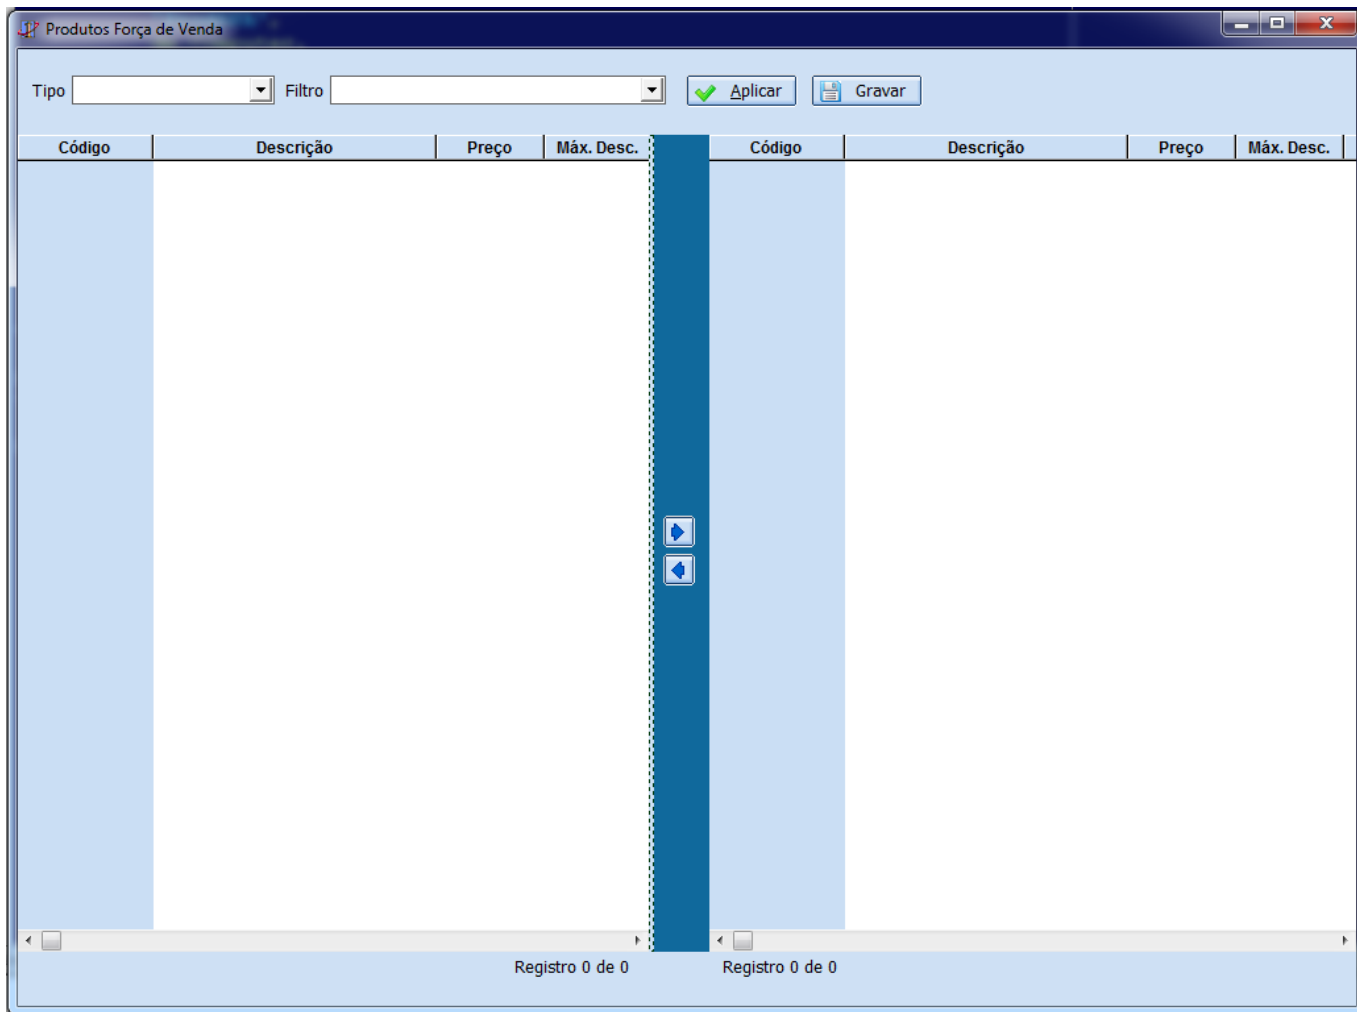 Produtos Força de Venda
Tipo Filtro Aplicar Gravar
Código Descrição Preço Máx. Desc. Código Descrição Preço Máx. Desc.
Registro 0 de 0 Registro 0 de 0